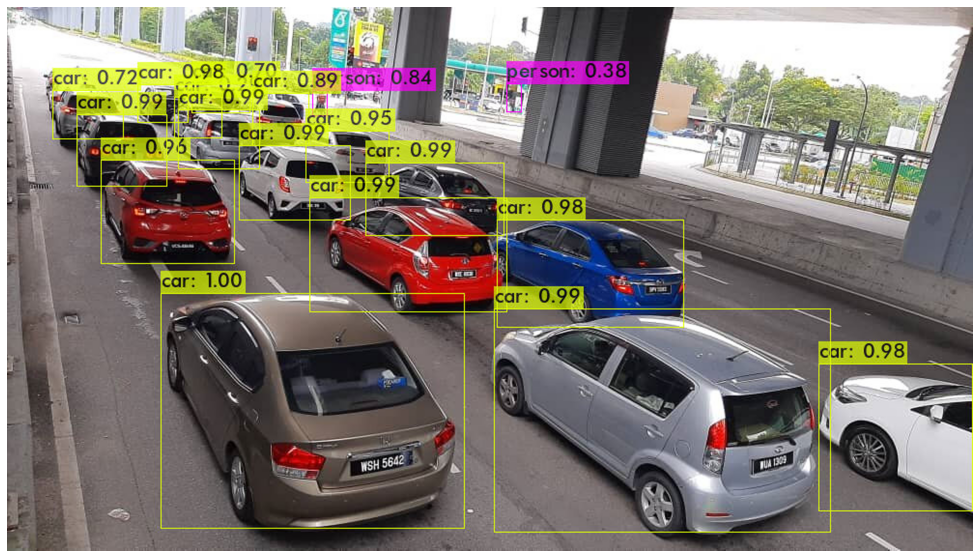 car: 0.72
car: 0.98
0.70
car: 0.89
son: 0.84
person: 0.38
car: 0.99
car: 0.99
car: 0.95
car: 0.99
car: 0.96
car: 0.99
car: 0.99
car: 0.98
car: 1.00
car: 0.99
car: 0.98
WSH 5642
WUA 1309